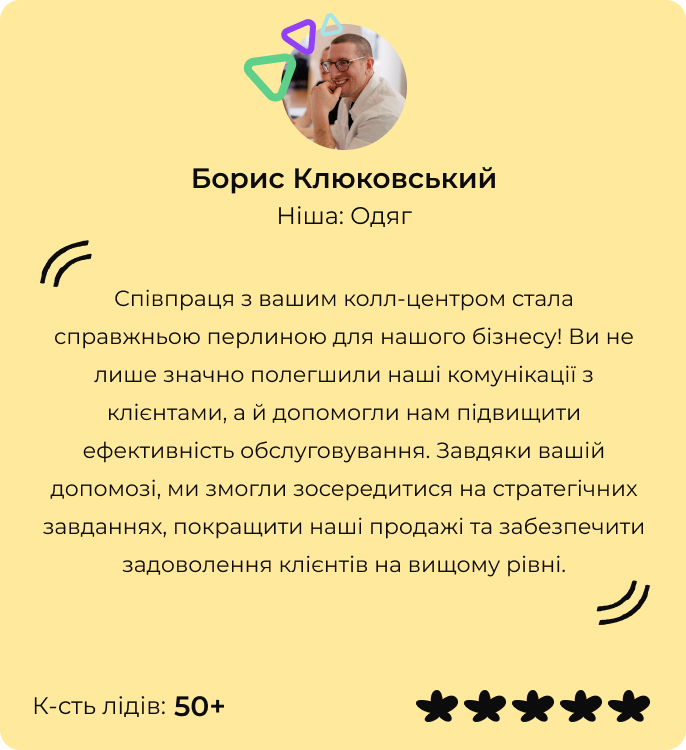 Борис Клюковський
Ніша: Одяг
Співпраця з вашим колл-центром стала
справжньою перлиною для нашого бізнесу! Ви не
лише значно полегшили наші комунікації з
клієнтами, а й допомогли нам підвищити
ефективність обслуговування. Завдяки вашій
допомозі, ми змогли зосередитися на стратегічних
завданнях, покращити наші продажі та забезпечити
задоволення клієнтів на вищому рівні.
К-сть лідів: 50+